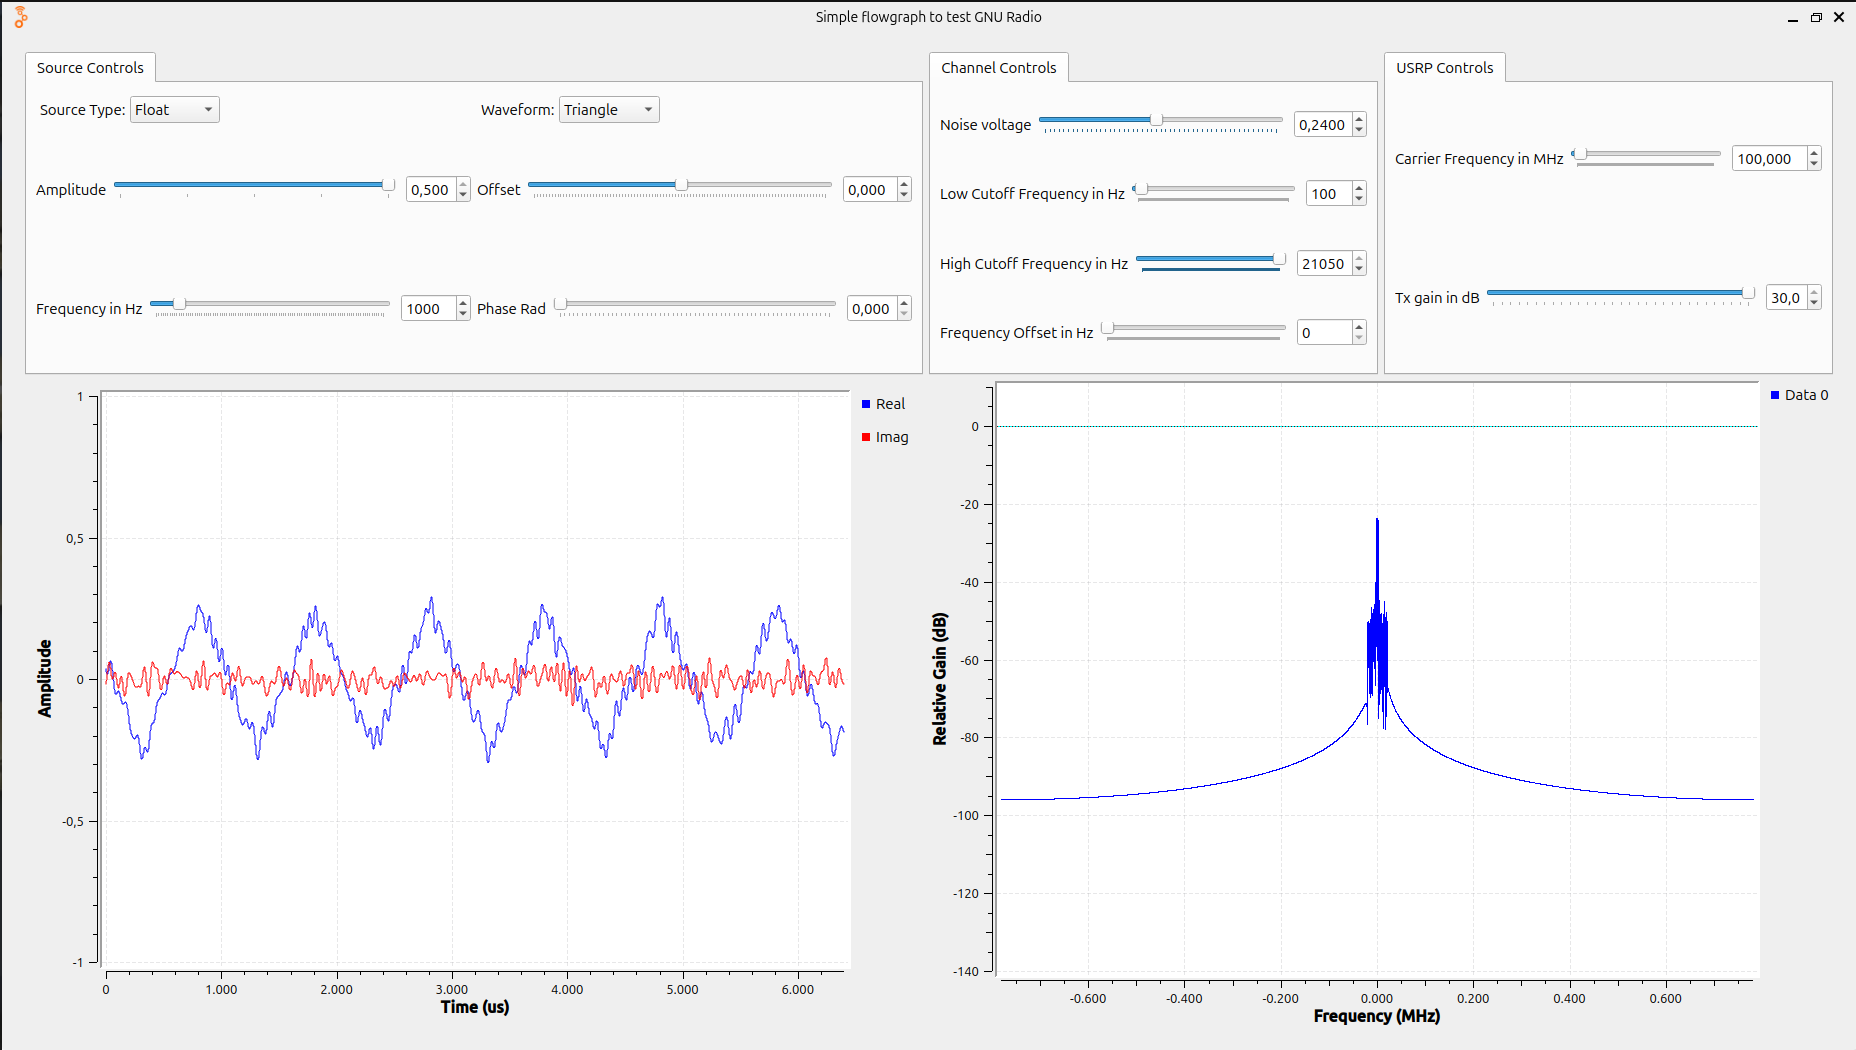 Simple flowgraph to test GNU Radio
Source Controls
Source Type: Float
Waveform: Triangle
Amplitude 0,500
Offset 0,000
Frequency in Hz 1000
Phase Rad 0,000
Channel Controls
Noise voltage 0,2400
Low Cutoff Frequency in Hz 100
High Cutoff Frequency in Hz 21050
Frequency Offset in Hz 0
USRP Controls
Carrier Frequency in MHz 100,000
Tx gain in dB 30,0
1
0,5
0
-0,5
-1
Amplitude
0 1.000 2.000 3.000 4.000 5.000 6.000
Time (us)
Real
Imag
0
-20
-40
-60
-80
-100
-120
-140
Relative Gain (dB)
-0.600 -0.400 -0.200 0.000 0.200 0.400 0.600
Frequency (MHz)
Data 0